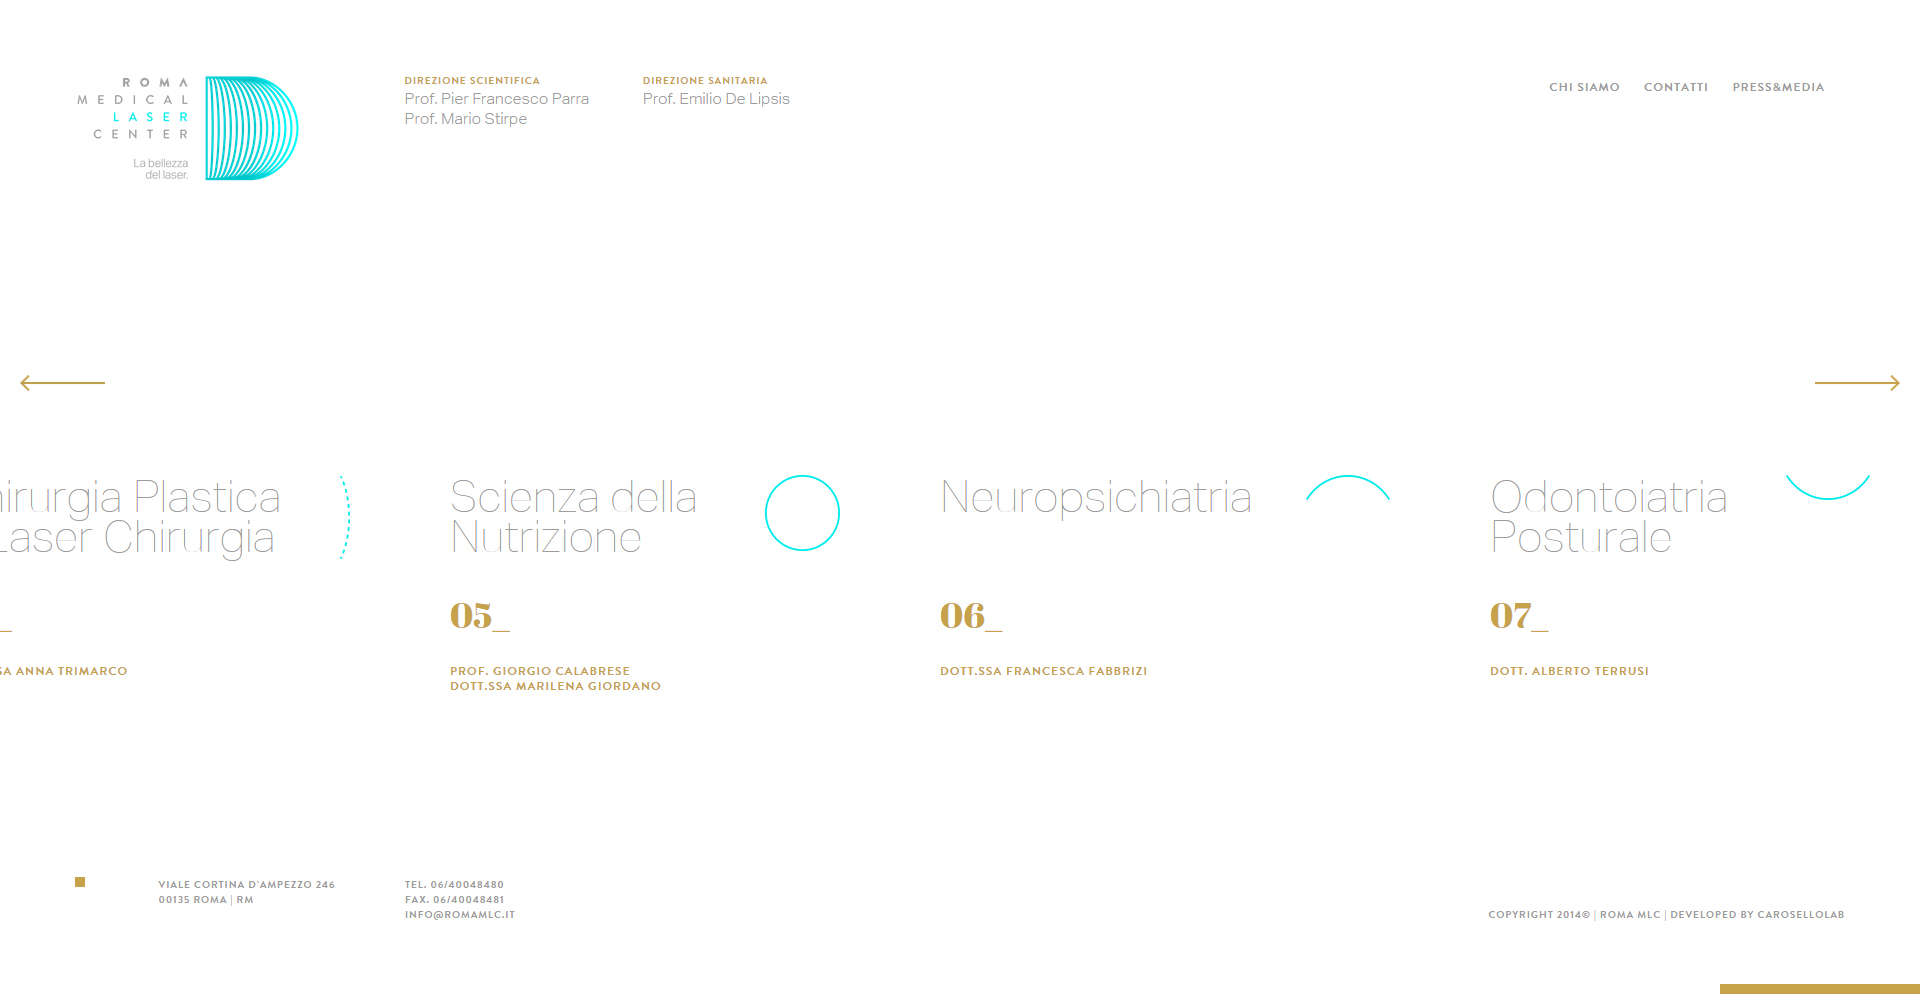 ROMA
MEDICAL
LASER
CENTER
La bellezza
del laser.
DIREZIONE SCIENTIFICA
Prof. Pier Francesco Parra
Prof. Mario Stirpe
DIREZIONE SANITARIA
Prof. Emilio De Lipsis
CHI SIAMO CONTATTI PRESS&MEDIA
hirurgia Plastica
Laser Chirurgia
_
SA ANNA TRIMARCO
Scienza della
Nutrizione
05_
PROF. GIORGIO CALABRESE
DOTT.SSA MARILENA GIORDANO
Neuropsichiatria
06_
DOTT.SSA FRANCESCA FABBRIZI
Odontoiatria
Posturale
07_
DOTT. ALBERTO TERRUSI
VIALE CORTINA D'AMPEZZO 246
00135 ROMA | RM
TEL. 06/40048480
FAX. 06/40048481
INFO@ROMAMLC.IT
COPYRIGHT 2014© | ROMA MLC | DEVELOPED BY CAROSELLOLAB